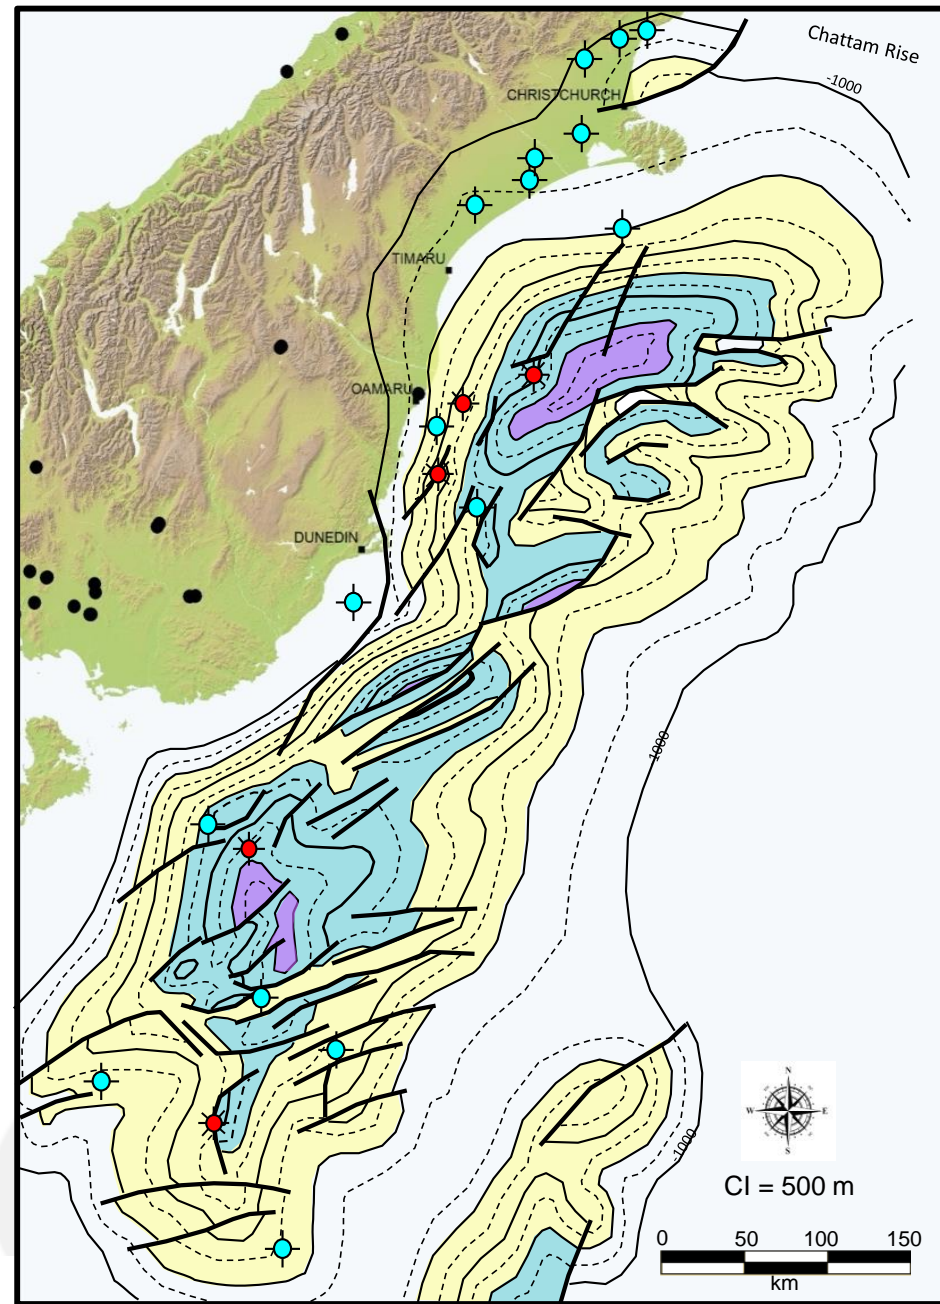 Chattam Rise
-1000
CHRISTCHURCH
TIMARU
OAMARU
DUNEDIN
1000
-1000
N
W E
S
CI = 500 m
0 50 100 150
km